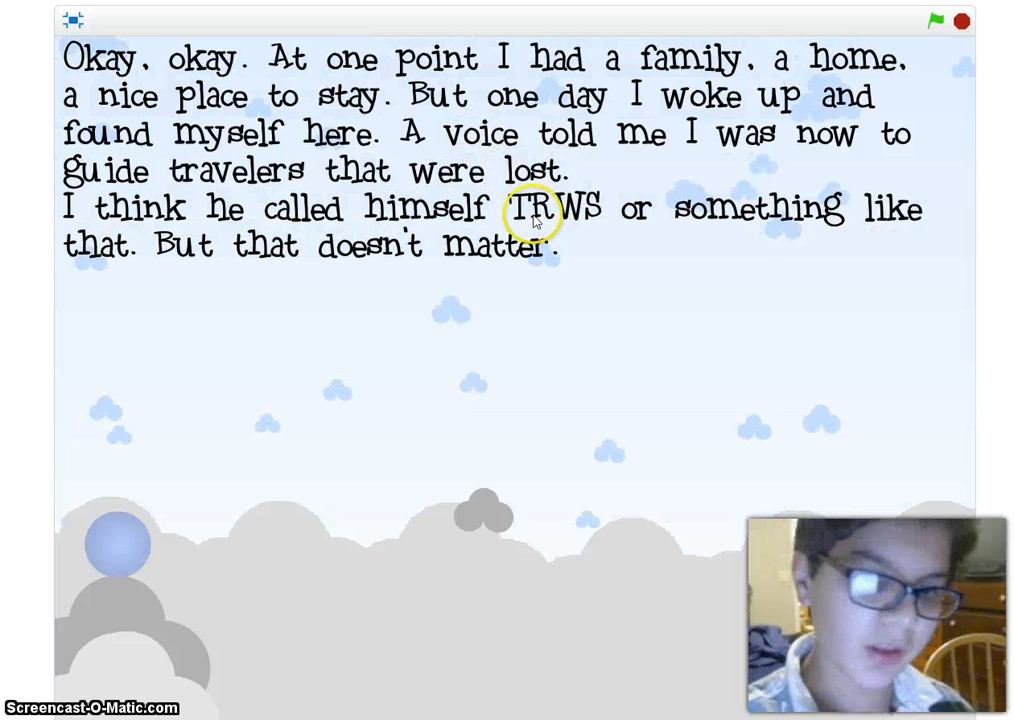 Okay, okay. At one point I had a family, a home,
a nice place to stay. But one day I woke up and
found myself here. A voice told me I was now to
guide travelers that were lost.
I think he called himself TRWS or something like
that. But that doesn't matter.
Screencast-O-Matic.com